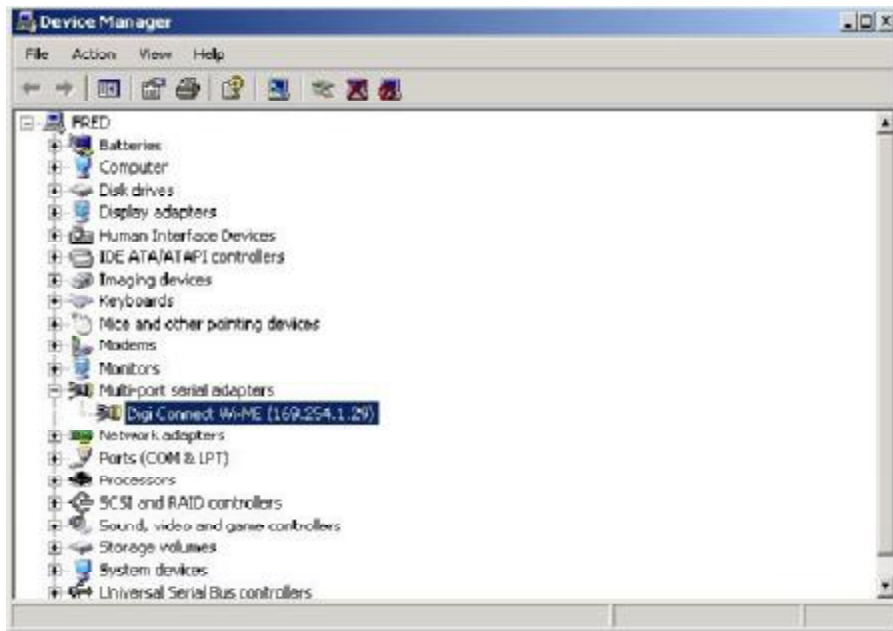 Device Manager
File Action View Help
FRED
Batteries
Computer
Disk drives
Display adapters
Human Interface Devices
IDE ATA/ATAPI controllers
Imaging devices
Keyboards
Mice and other pointing devices
Modems
Monitors
Multi-port serial adapters
Digi Connect Wi-ME (169.254.1.29)
Network adapters
Ports (COM & LPT)
Processors
SCSI and RAID controllers
Sound, video and game controllers
Storage volumes
System devices
Universal Serial Bus controllers